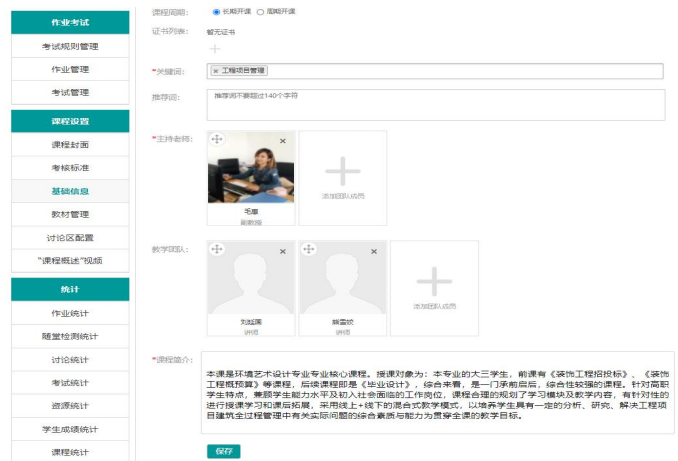 作业考试
考试规则管理
作业管理
考试管理
课程设置
课程封面
考核标准
基础信息
教材管理
讨论区配置
“课程概述”视频
统计
作业统计
随堂检测统计
讨论统计
考试统计
资源统计
学生成绩统计
课程统计
课程周期: 长期开课 周期开课
证书列表: 暂无证书
*关键词: × 工程项目管理
推荐词: 推荐词不要超过140个字符
*主持老师:
添加团队成员
副教授
教学团队:
添加团队成员
讲师 讲师
*课程简介:
本课是环境艺术设计专业专业核心课程。授课对象为：本专业的大三学生，前课有《装饰工程招投标》、《装饰
工程概预算》等课程，后续课程即是《毕业设计》，综合来看，是一门承前启后，综合性较强的课程。针对高职
学生特点，兼顾学生能力水平及初入社会面临的工作岗位，课程合理的规划了学习模块及教学内容，有针对性的
进行授课学习和课后拓展，采用线上+线下的混合式教学模式，以培养学生具有一定的分析、研究、解决工程项
目建筑全过程管理中有关实际问题的综合素质与能力为贯穿全课的教学目标。
保存